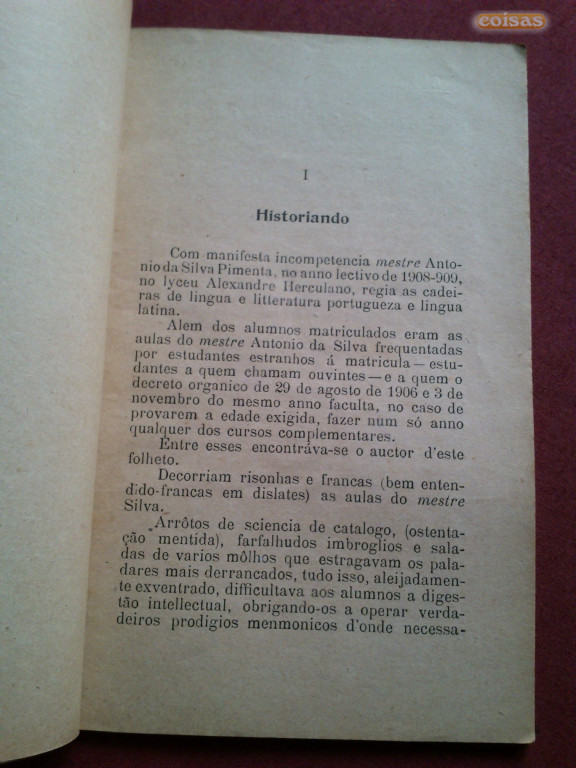 coisas
I
Historiando
Com manifesta incompetencia mestre Anto-
nio da Silva Pimenta, no anno lectivo de 1908-909,
no lyceu Alexandre Herculano, regia as cadei-
ras de lingua e litteratura portugueza e lingua
latina.
Alem dos alumnos matriculados eram as
aulas do mestre Antonio da Silva frequentadas
por estudantes estranhos á matricula—estu-
dantes a quem chamam ouvintes—e a quem o
decreto organico de 29 de agosto de 1906 e 3 de
novembro do mesmo anno faculta, no caso de
provarem a edade exigida, fazer num só anno
qualquer dos cursos complementares.
Entre esses encontráva-se o auctor d'este
folheto.
Decorriam risonhas e francas (bem enten-
dido-francas em dislates) as aulas do mestre
Silva.
Arrôtos de sciencia de catalogo, (ostenta-
ção mentida), farfalhudos imbroglios e sala-
das de varios môlhos que estragavam os pala-
dares mais derrancados, tudo isso, aleijadamen-
te exventrado, difficultava aos alumnos a diges-
tão intellectual, obrigando-os a operar verda-
deiros prodigios menmonicos d'onde necessa-